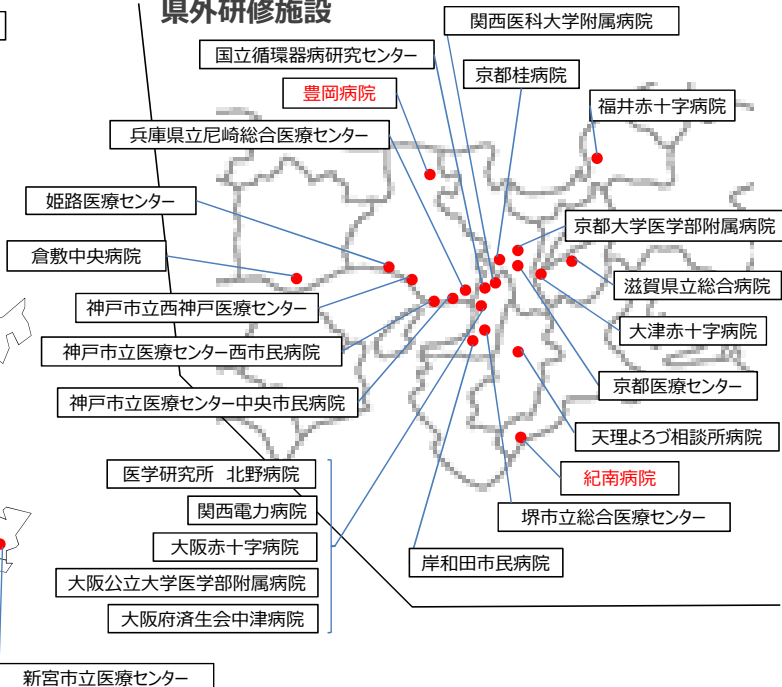 県外研修施設
関西医科大学附属病院
国立循環器病研究センター
京都桂病院
豊岡病院
福井赤十字病院
兵庫県立尼崎総合医療センター
姫路医療センター
京都大学医学部附属病院
倉敷中央病院
滋賀県立総合病院
神戸市立西神戸医療センター
大津赤十字病院
神戸市立医療センター西市民病院
京都医療センター
神戸市立医療センター中央市民病院
天理よろづ相談所病院
医学研究所 北野病院
紀南病院
関西電力病院
堺市立総合医療センター
大阪赤十字病院
岸和田市民病院
大阪公立大学医学部附属病院
大阪府済生会中津病院
新宮市立医療センター